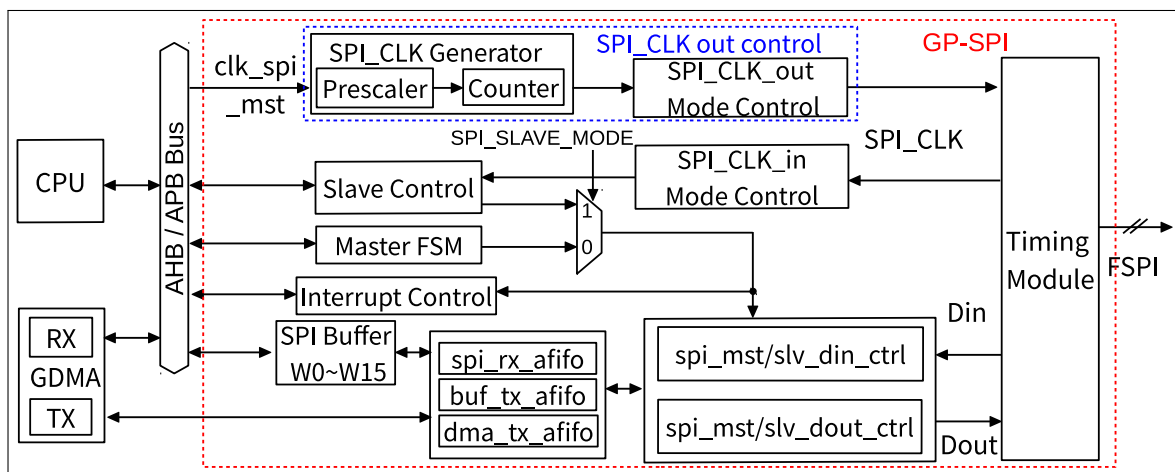 SPI_CLK out control
GP-SPI
clk_spi
_mst
SPI_CLK Generator
Prescaler
Counter
SPI_CLK_out
Mode Control
SPI_SLAVE_MODE
SPI_CLK
CPU
AHB / APB Bus
Slave Control
SPI_CLK_in
Mode Control
1
0
Master FSM
Timing
Module
FSPI
Interrupt Control
Din
RX
GDMA
TX
SPI Buffer
W0~W15
spi_rx_afifo
buf_tx_afifo
dma_tx_afifo
spi_mst/slv_din_ctrl
spi_mst/slv_dout_ctrl
Dout